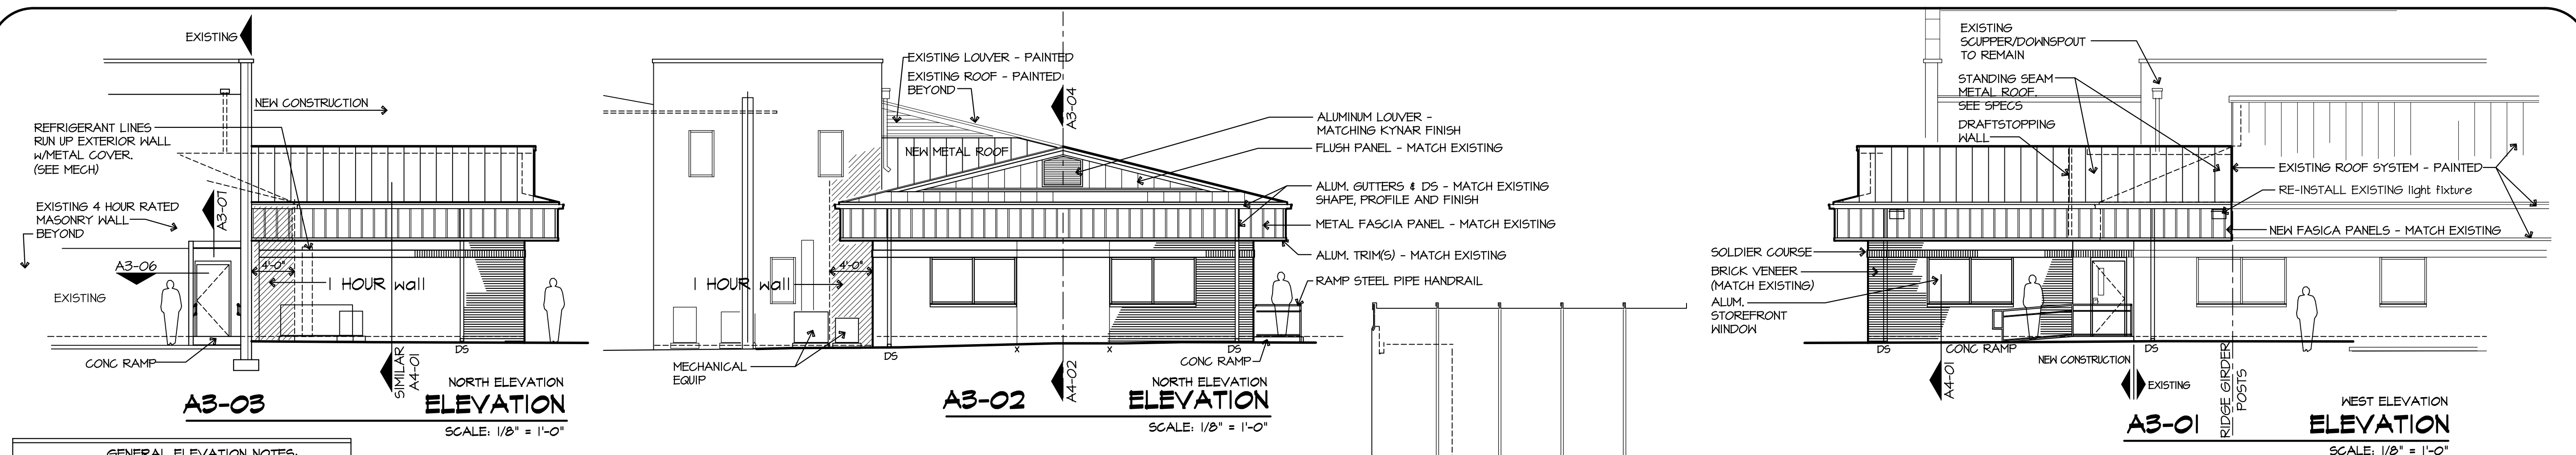 EXISTING
NEW CONSTRUCTION
REFRIGERANT LINES
RUN UP EXTERIOR WALL
W/METAL COVER.
(SEE MECH)
EXISTING 4 HOUR RATED
MASONRY WALL
BEYOND
A3-07
A3-06
EXISTING
4'-0"
1 HOUR wall
CONC RAMP
DS
SIMILAR
A4-01
NORTH ELEVATION
A3-03 ELEVATION
SCALE: 1/8" = 1'-0"
GENERAL ELEVATION NOTES:
EXISTING LOUVER - PAINTED
EXISTING ROOF - PAINTED
BEYOND
A3-04
NEW METAL ROOF
ALUMINUM LOUVER -
MATCHING KYNAR FINISH
FLUSH PANEL - MATCH EXISTING
ALUM. GUTTERS & DS - MATCH EXISTING
SHAPE, PROFILE AND FINISH
METAL FASCIA PANEL - MATCH EXISTING
ALUM. TRIM(S) - MATCH EXISTING
RAMP STEEL PIPE HANDRAIL
4'-0"
1 HOUR wall
MECHANICAL
EQUIP
DS
X
X
DS
CONC RAMP
A4-02
NORTH ELEVATION
A3-02 ELEVATION
SCALE: 1/8" = 1'-0"
EXISTING
SCUPPER/DOWNSPOUT
TO REMAIN
STANDING SEAM
METAL ROOF.
SEE SPECS
DRAFTSTOPPING
WALL
EXISTING ROOF SYSTEM - PAINTED
RE-INSTALL EXISTING light fixture
NEW FASICA PANELS - MATCH EXISTING
SOLDIER COURSE
BRICK VENEER
(MATCH EXISTING)
ALUM.
STOREFRONT
WINDOW
DS
CONC RAMP
DS
NEW CONSTRUCTION
EXISTING
A4-01
RIDGE GIRDER
POSTS
WEST ELEVATION
A3-01 ELEVATION
SCALE: 1/8" = 1'-0"